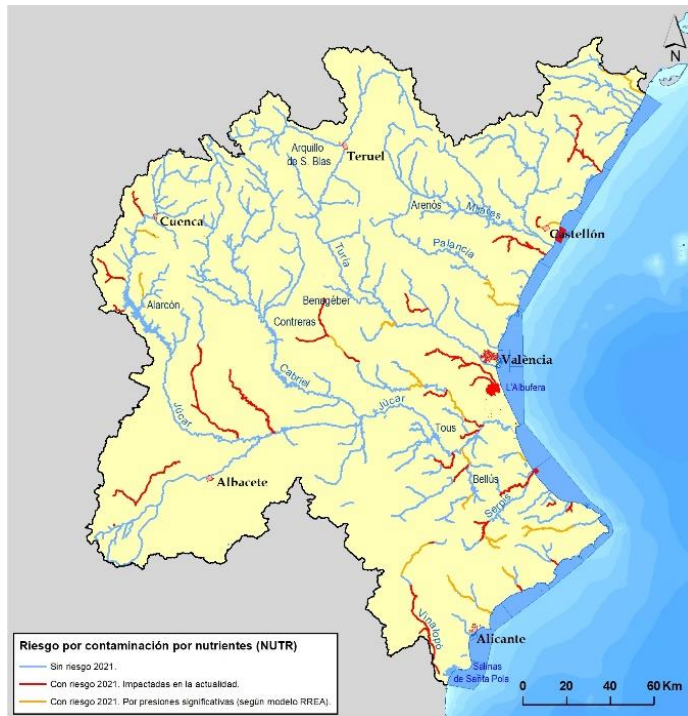 N
Arquillo
de S. Blas
Teruel
Arenós
Mijares
Cuenca
Castellón
Palancia
Turia
Alarcón
Benagéber
Contreras
València
L'Albufera
Cabriel
Júcar
Júcar
Tous
Albacete
Bellús
Serpis
Vinalopó
Alicante
Salinas
de Santa Pola
Riesgo por contaminación por nutrientes (NUTR)
Sin riesgo 2021.
Con riesgo 2021. Impactadas en la actualidad.
Con riesgo 2021. Por presiones significativas (según modelo RREA).
0 20 40 60 Km